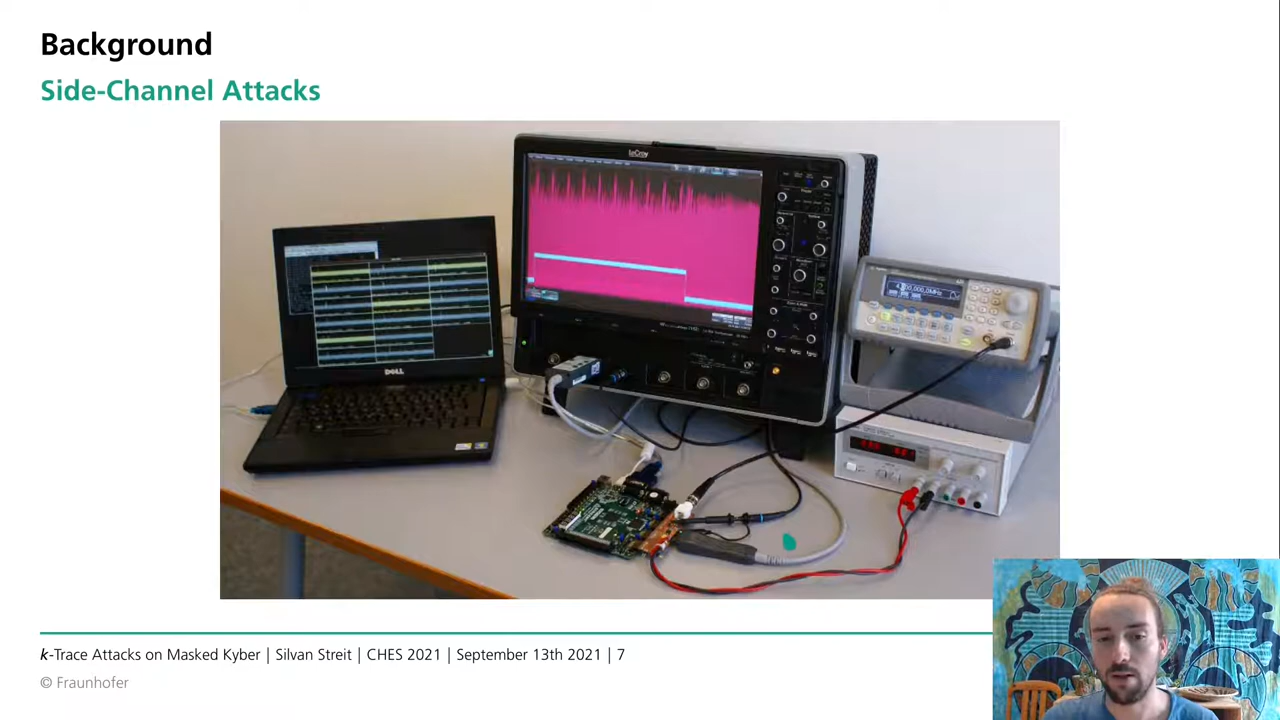 Background
Side-Channel Attacks
LeCroy
DELL
k-Trace Attacks on Masked Kyber | Silvan Streit | CHES 2021 | September 13th 2021 | 7
© Fraunhofer